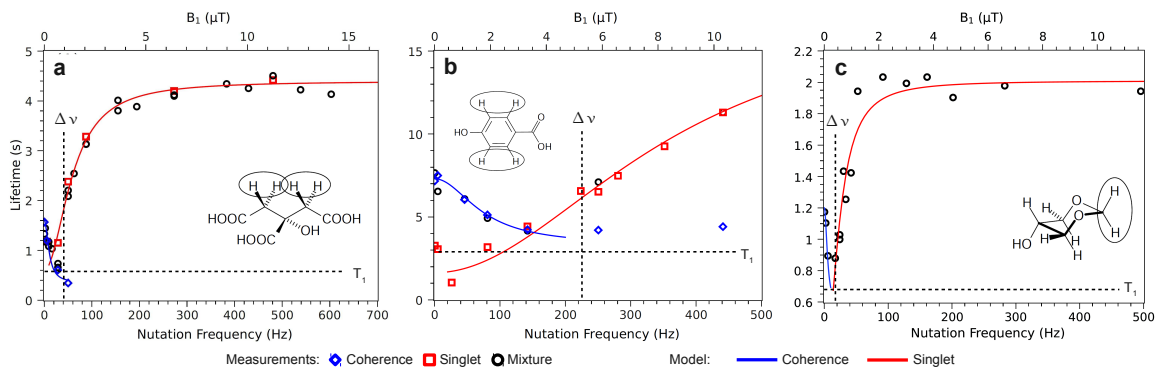 B₁ (μT)
0 5 10 15
a
5
4
3
2
1
0
Lifetime (s)
Δ ν
T₁
H H H H
HOOC
COOH
HOOC
OH
0 100 200 300 400 500 600 700
Nutation Frequency (Hz)
B₁ (μT)
0 2 4 6 8 10
b
15
10
5
0
H H
HO
O
OH
H H
Δ ν
T₁
0 100 200 300 400 500
Nutation Frequency (Hz)
B₁ (μT)
0 2 4 6 8 10
c
2.2
2.0
1.8
1.6
1.4
1.2
1.0
0.8
0.6
Δ ν
H
H
O
H
O
HO
H
H
H
T₁
0 100 200 300 400 500
Nutation Frequency (Hz)
Measurements: Coherence Singlet Mixture Model: Coherence Singlet